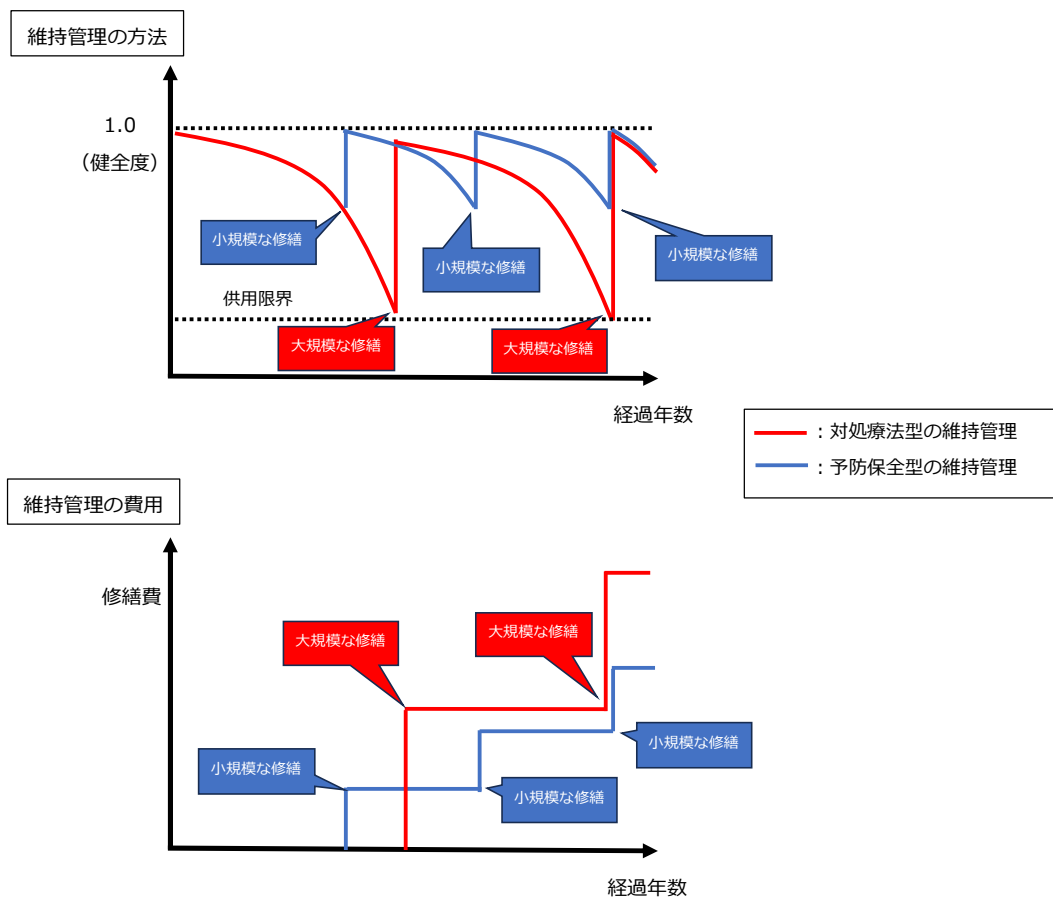 維持管理の方法
1.0
（健全度）
小規模な修繕
小規模な修繕
小規模な修繕
供用限界
大規模な修繕
大規模な修繕
経過年数
：対処療法型の維持管理
：予防保全型の維持管理
維持管理の費用
修繕費
大規模な修繕
大規模な修繕
小規模な修繕
小規模な修繕
小規模な修繕
経過年数